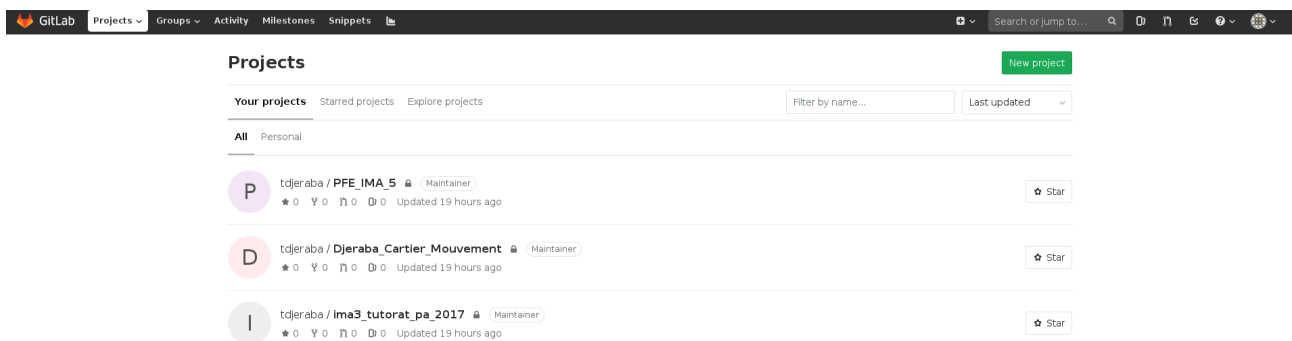 GitLab Projects Groups Activity Milestones Snippets Search or jump to...
Projects New project
Your projects Starred projects Explore projects Filter by name... Last updated
All Personal
P tdjeraba / PFE_IMA_5 Maintainer
0 0 0 0 Updated 19 hours ago Star
D tdjeraba / Djeraba_Cartier_Mouvement Maintainer
0 0 0 0 Updated 19 hours ago Star
I tdjeraba / ima3_tutorat_pa_2017 Maintainer
0 0 0 0 Updated 19 hours ago Star